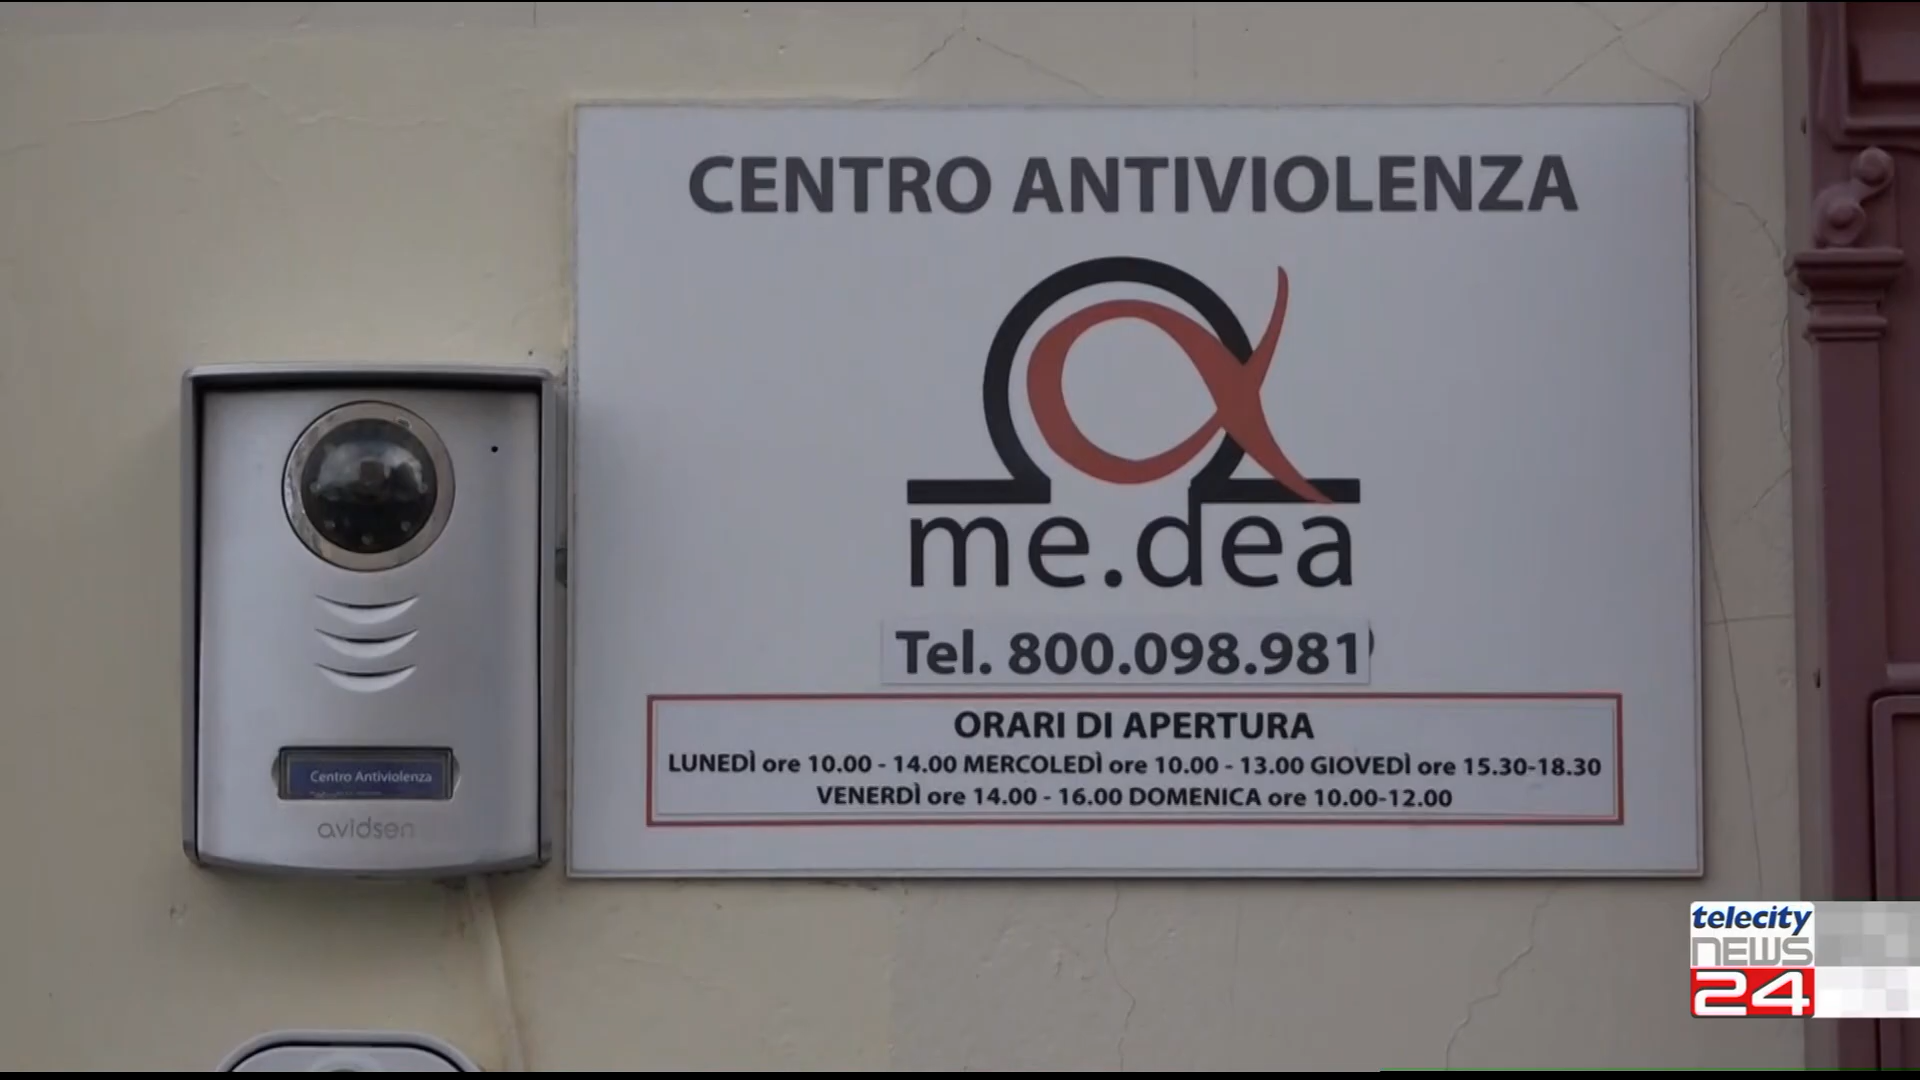 CENTRO ANTIVIOLENZA
me.dea
Tel. 800.098.981
ORARI DI APERTURA
LUNEDÌ ore 10.00 - 14.00 MERCOLEDÌ ore 10.00 - 13.00 GIOVEDÌ ore 15.30-18.30
VENERDÌ ore 14.00 - 16.00 DOMENICA ore 10.00-12.00
Centro Antiviolenza
avidsen
telecity
NEWS
24